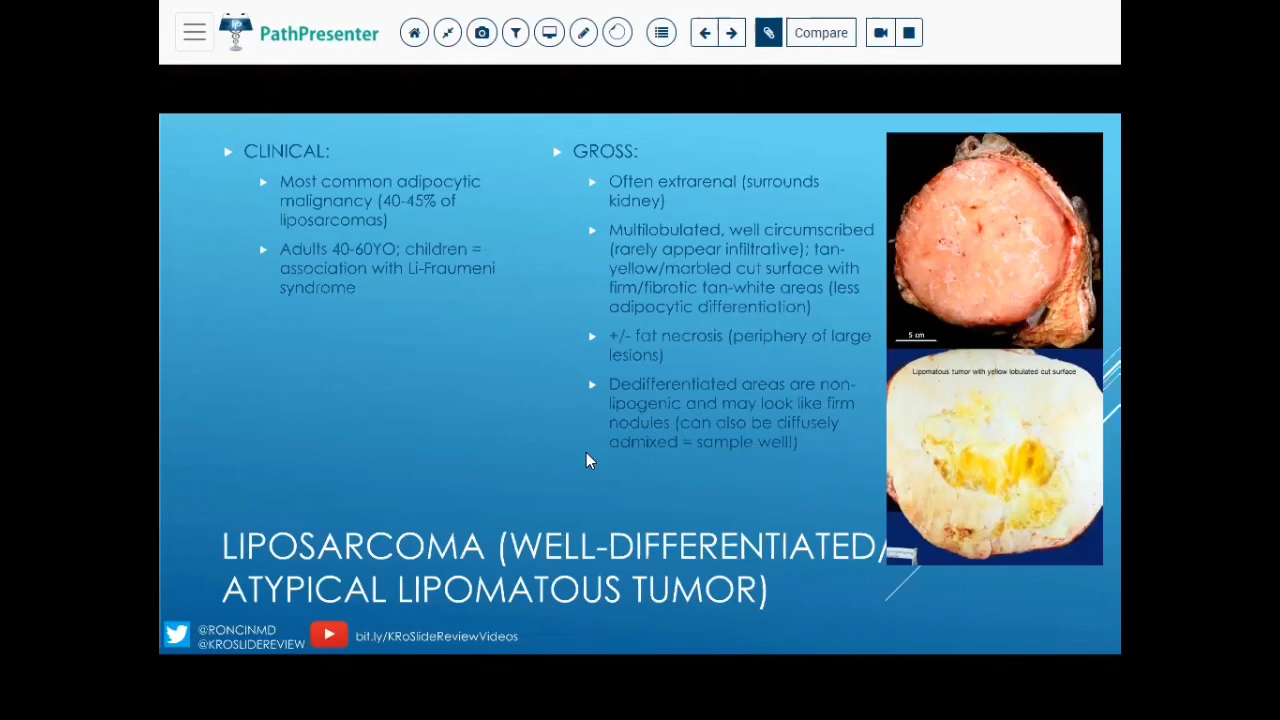 PathPresenter
Compare
CLINICAL:
Most common adipocytic
malignancy (40-45% of
liposarcomas)
Adults 40-60YO; children =
association with Li-Fraumeni
syndrome
GROSS:
Often extrarenal (surrounds
kidney)
Multilobulated, well circumscribed
(rarely appear infiltrative); tan-
yellow/marbled cut surface with
firm/fibrotic tan-white areas (less
adipocytic differentiation)
+/- fat necrosis (periphery of large
lesions)
Dedifferentiated areas are non-
lipogenic and may look like firm
nodules (can also be diffusely
admixed = sample well!)
5 cm
Lipomatous tumor with yellow lobulated cut surface
LIPOSARCOMA (WELL-DIFFERENTIATED/
ATYPICAL LIPOMATOUS TUMOR)
@RONCINMD
@KROSLIDEREVIEW
bit.ly/KRoSlideReviewVideos